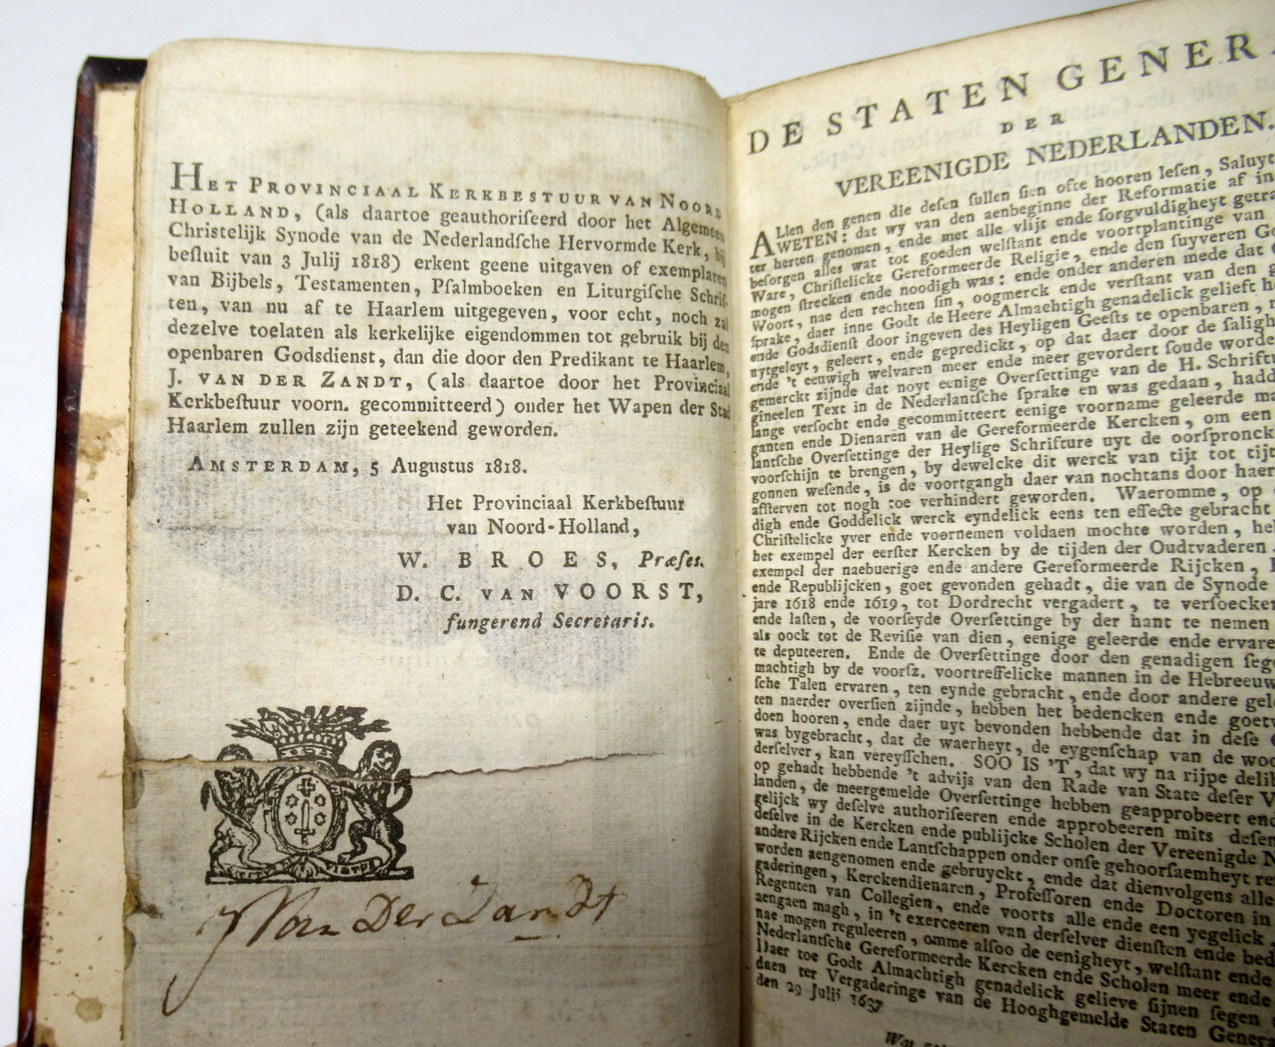 HET PROVINCIAAL KERKBESTUUR VAN NOORD
HOLLAND, (als daartoe geauthoriſeerd door het Algemeen
Chriſtelijk Synode van de Nederlandſche Hervormde Kerk, bij
beſluit van 3 Julij 1818) erkent geene uitgaven of exemplaren
van Bijbels, Teſtamenten, Pſalmboeken en Liturgiſche Schrif-
ten, van nu af te Haarlem uitgegeven, voor echt, noch zal
dezelve toelaten als kerkelijke eigendommen tot gebruik bij den
openbaren Godsdienſt, dan die door den Predikant te Haarlem,
J. VAN DER ZANDT, (als daartoe door het Provinciaal
Kerkbeſtuur voorn. gecommitteerd) onder het Wapen der Stad
Haarlem zullen zijn geteekend geworden.
AMSTERDAM, 5 Auguſtus 1818.
Het Provinciaal Kerkbeſtuur
van Noord-Holland,
W. BROES, Præſes.
D. C. VAN VOORST,
fungerend Secretaris.
J Van Der Zandt
DE STATEN GENERA
DER
VEREENIGDE NEDERLANDEN.
ALlen den genen die deſen ſullen ſien ofte hooren leſen, Saluyt
WETEN: dat wy van den aenbeginne der Reformatie af in
ter herten genomen, ende met alle vlijt ende ſorgvuldigheyt getra
beſorgen alles wat tot goeden welſtant ende voortplantinge van
Ware, Chriſtelicke Gereformeerde Religie, ende den ſuyveren Go
mogen ſtrecken ende noodigh was: ende onder anderen mede dat
Woort, nae den rechten ſin, oogmerck ende verſtant van den
ſprake, daer inne Godt de Heere Almachtigh genadelick gelieft he
ende Godsdienſt door ingeven des Heyligen Geeſts te openbaren,
uytgeleyt, geleert, ende gepredickt, op dat daer door de ſaligh
ende 't eeuwigh welvaren meer ende meer gevordert ſoude worden
gemerckt zijnde dat noyt eenige Overſettinge van de H. Schriftu
gineelen Text in de Nederlantſche ſprake en was gedaan, hadd
lange verſocht ende gecommitteert eenige voorname geleerde ma
ganten ende Dienaren van de Gereformeerde Kercken, om een
lantſche Overſettinge der Heylige Schrifture uyt de oorſpronck
voorſchijn te brengen, by dewelcke dit werck van tijt tot tijt
gonnen weſende, is de voortgangh daer van nochtans door haer
afſterven tot nogh toe verhindert geworden. Waeromme, op
digh ende Goddelick werck eyndelick eens ten effecte gebracht
Chriſtelicke yver ende voornemen voldaen mochte worden, he
het exempel der eerſter Kercken by de tijden der Oudtvaderen
exempel der naebuerige ende andere Gereformeerde Rijcken,
ende Republijcken, goet gevonden gehadt, die van de Synode
jare 1618 ende 1619, tot Dordrecht vergadert, te verſoecken
ende laſten, de voorſeyde Overſettinge by der hant te nemen
als oock tot de Reviſie van dien, eenige geleerde ende ervare
te deputeeren. Ende de Overſettinge door den genadigen ſege
machtigh by de voorſz. voortreffelicke mannen in de Hebreeuw
ſche Talen ervaren, ten eynde gebracht, ende door andere gele
ten naerder overſien zijnde, hebben het bedencken ende goetv
doen hooren, ende daer uyt bevonden hebbende dat in deſe
was bygebracht, dat de waerheyt, de eygenſchap van de woo
derſelver, kan vereyſſchen. SOO IS 'T, dat wy na rijpe delib
op gehadt hebbende 't advijs van den Rade van State deſer V
landen, de meergemelde Overſettinge hebben geapprobeert end
gelijck wy deſelve authoriſeeren ende approbeeren mits deſen
deſelve in de Kercken ende publijcke Scholen der Vereenigde N
andere Rijcken ende Lantſchappen onder onſe gehoorſaemheyt re
worden aengenomen ende gebruyckt, ende dat dienvolgens alle
gaderingen, Kerckendienaren, Profeſſoren ende Doctoren in
Regenten van Collegien, ende voorts alle ende een yegelick,
aengaen magh, in 't exerceeren van derſelver dienſten ende bed
nae mogen reguleeren, omme alſoo de eenigheyt, welſtant ende
Nederlantſche Gereformeerde Kercken ende Scholen meer ende
Daer toe Godt Almachtigh genadelick gelieve ſijnen ſegen
daen ter Vergaderinge van de Hooghgemelde Staten Genera
den 29 Julii 1637